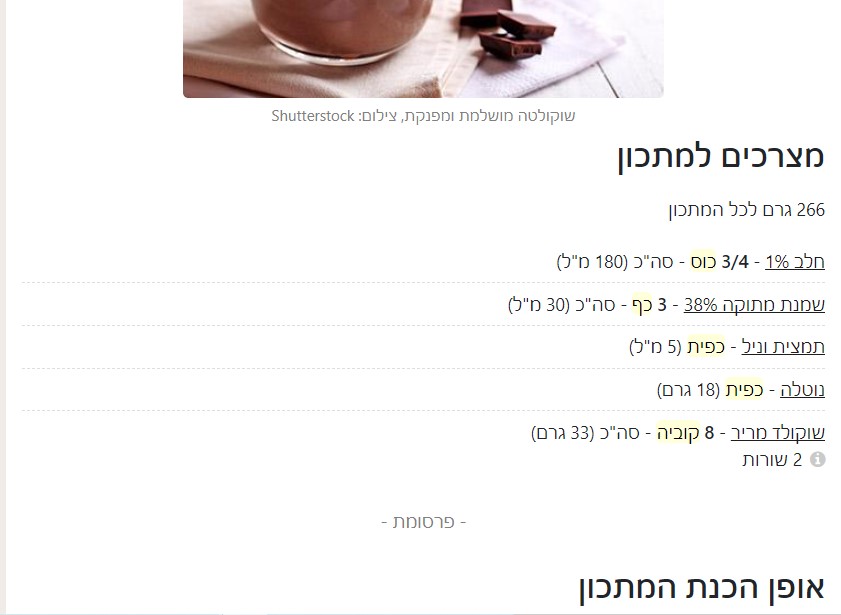 שוקולטה מושלמת ומפנקת, צילום: Shutterstock
מצרכים למתכון
266 גרם לכל המתכון
חלב 1% - 3/4 כוס - סה"כ (180 מ"ל)
שמנת מתוקה 38% - 3 כף - סה"כ (30 מ"ל)
תמצית וניל - כפית (5 מ"ל)
נוטלה - כפית (18 גרם)
שוקולד מריר - 8 קוביה - סה"כ (33 גרם)
2 שורות
- פרסומת -
אופן הכנת המתכון